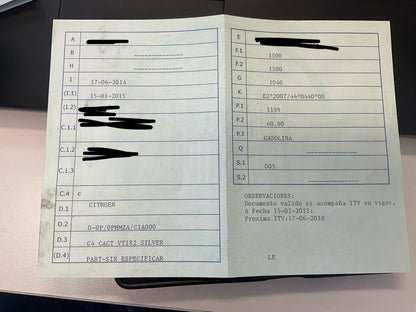 A
B ---------------
H ---------------
I 17-06-2014
(I.1) 15-01-2015
(I.2)
C.1.1
C.1.2
C.1.3
C.4 c
D.1 CITROEN
D.2 0-0P/0PHMZA/C1A000
D.3 C4 CACT VTI82 SILVER
(D.4) PART-SIN ESPECIFICAR
E
F.1 1500
F.2 1500
G 1040
K E2*2007/46*0440*00
P.1 1199
P.2 60,00
P.3 GASOLINA
Q ---------------
S.1 005
S.2 ---------------
OBSERVACIONES:
Documento valido si acompaña ITV en vigor.
A Fecha 15-01-2015:
Proxima ITV:17-06-2018
LE